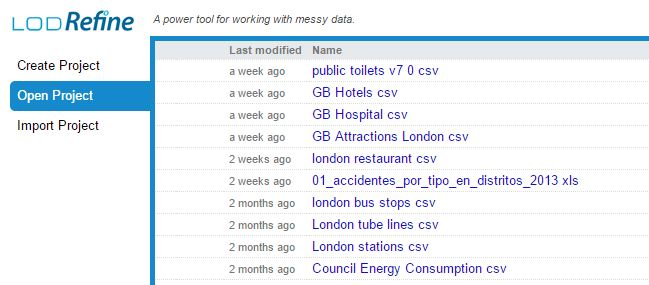 LODRefine A power tool for working with messy data.
Create Project
Open Project
Import Project
Last modified Name
a week ago public toilets v7 0 csv
a week ago GB Hotels csv
a week ago GB Hospital csv
a week ago GB Attractions London csv
2 weeks ago london restaurant csv
2 weeks ago 01_accidentes_por_tipo_en_distritos_2013 xls
2 months ago london bus stops csv
2 months ago London tube lines csv
2 months ago London stations csv
2 months ago Council Energy Consumption csv